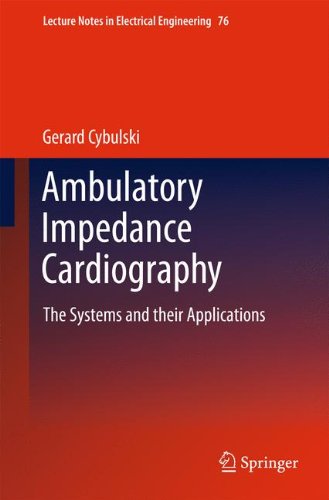 Lecture Notes in Electrical Engineering 76
Gerard Cybulski
Ambulatory
Impedance
Cardiography
The Systems and their Applications
Springer